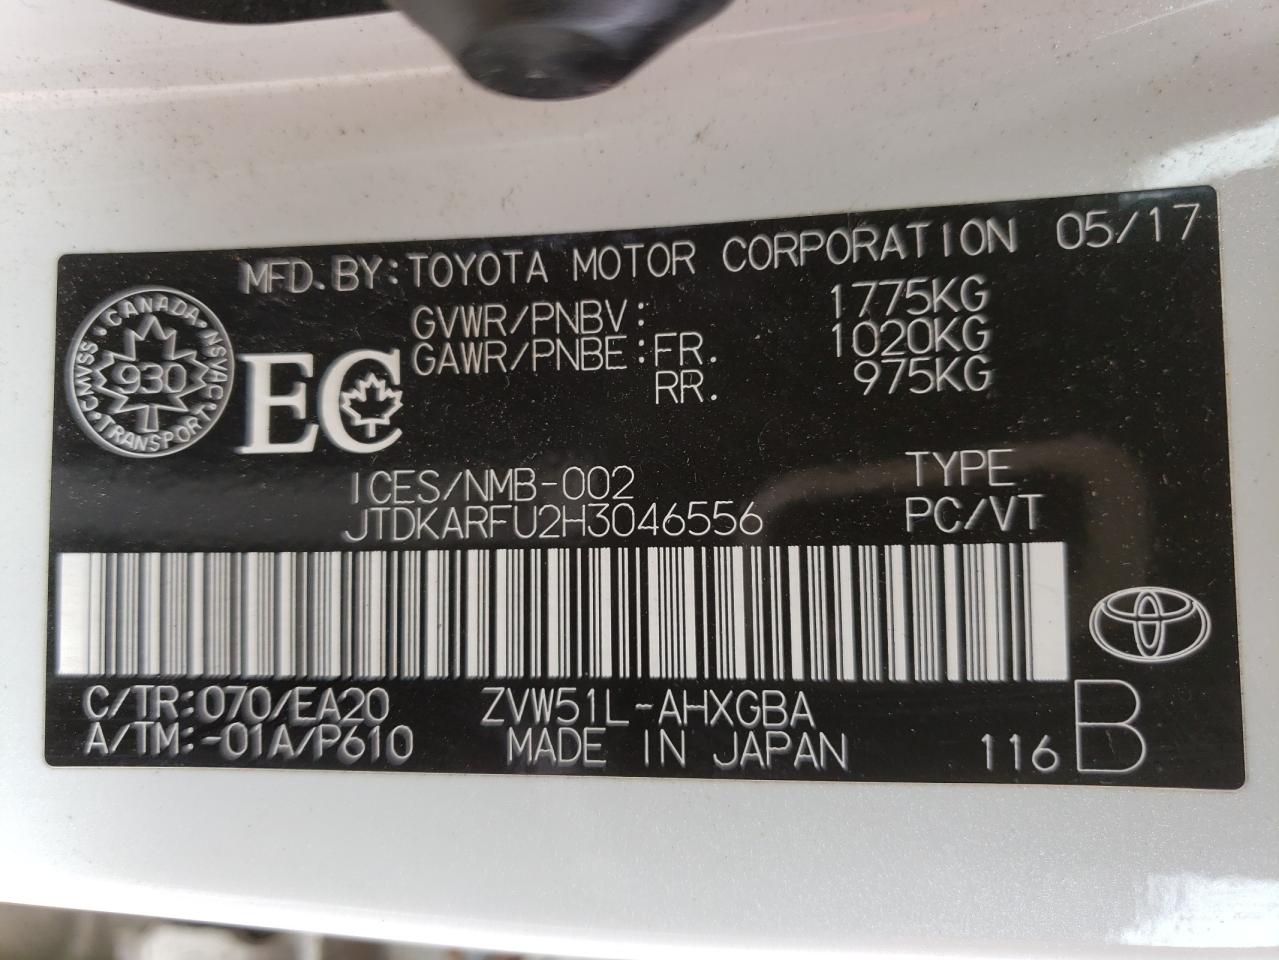 MFD.BY:TOYOTA MOTOR CORPORATION 05/17
GVWR/PNBV: 1775KG
GAWR/PNBE:FR. 1020KG
RR. 975KG
CANADA NSVAC TRANSPORT CMVSS
930
EC
ICES/NMB-002 TYPE
JTDKARFU2H3046556 PC/VT
C/TR:070/EA20 ZVW51L-AHXGBA
A/TM:-01A/P610 MADE IN JAPAN 116 B